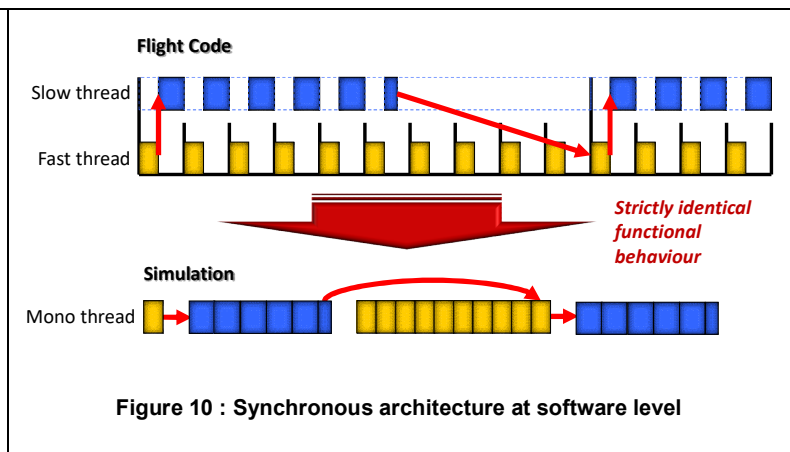 Flight Code
Slow thread
Fast thread
Strictly identical
functional
behaviour
Simulation
Mono thread
Figure 10 : Synchronous architecture at software level